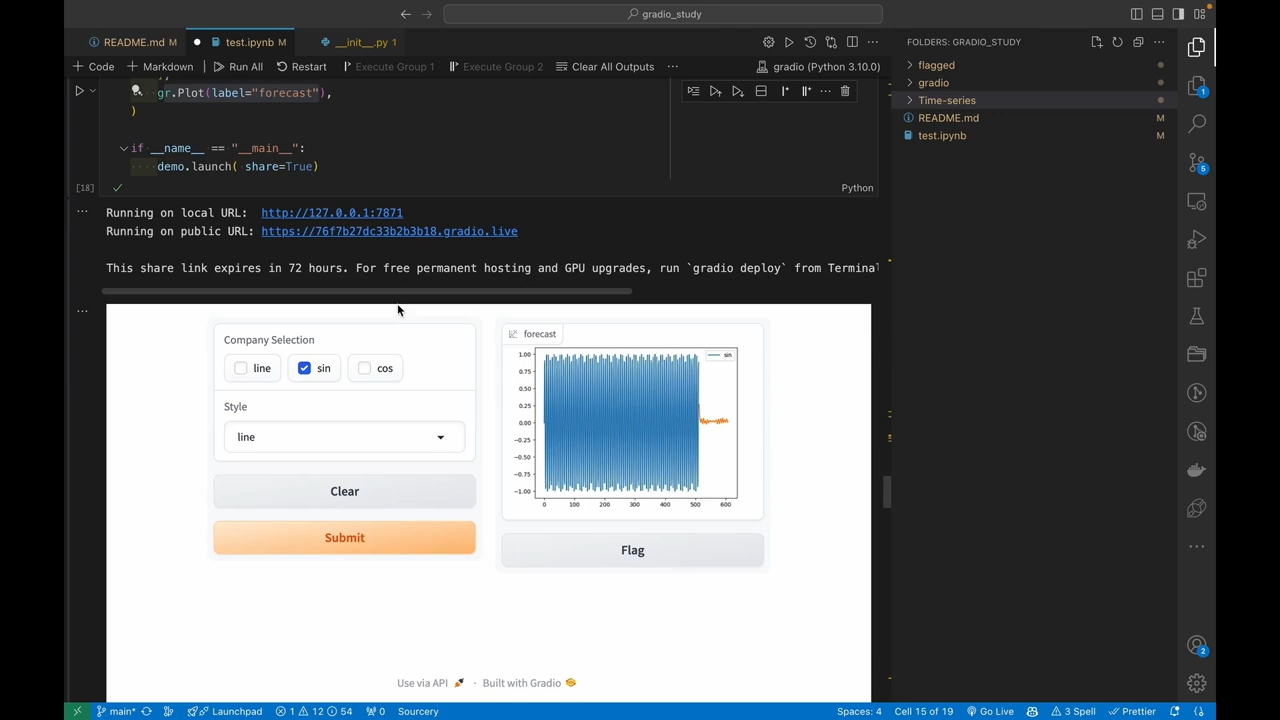 gradio_study
README.md M
test.ipynb M
__init__.py 1
FOLDERS: GRADIO_STUDY
+ Code + Markdown Run All Restart Execute Group 1 Execute Group 2 Clear All Outputs ... gradio (Python 3.10.0)
gr.Plot(label="forecast"),
)
if __name__ == "__main__":
demo.launch( share=True)
[18]
Python
flagged
gradio
Time-series
README.md M
test.ipynb M
1
5
Running on local URL: http://127.0.0.1:7871
Running on public URL: https://76f7b27dc33b2b3b18.gradio.live
This share link expires in 72 hours. For free permanent hosting and GPU upgrades, run `gradio deploy` from Termina
Company Selection
line sin cos
Style
line
Clear
Submit
forecast
sin
1.00
0.75
0.50
0.25
0.00
−0.25
−0.50
−0.75
−1.00
0 100 200 300 400 500 600
Flag
Use via API · Built with Gradio
2
main* Launchpad 1 12 54 0 Sourcery Spaces: 4 Cell 15 of 19 Go Live 3 Spell Prettier